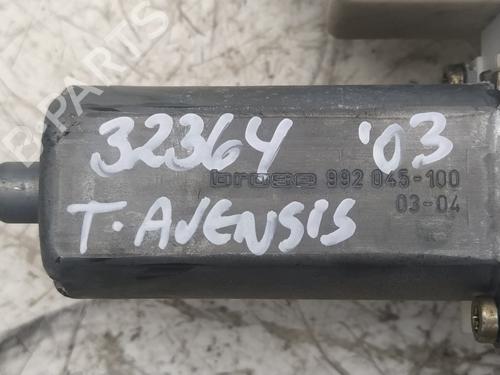 B-PARTS
32364 '03
brose 992 045-100
03-04
T. AVENSIS